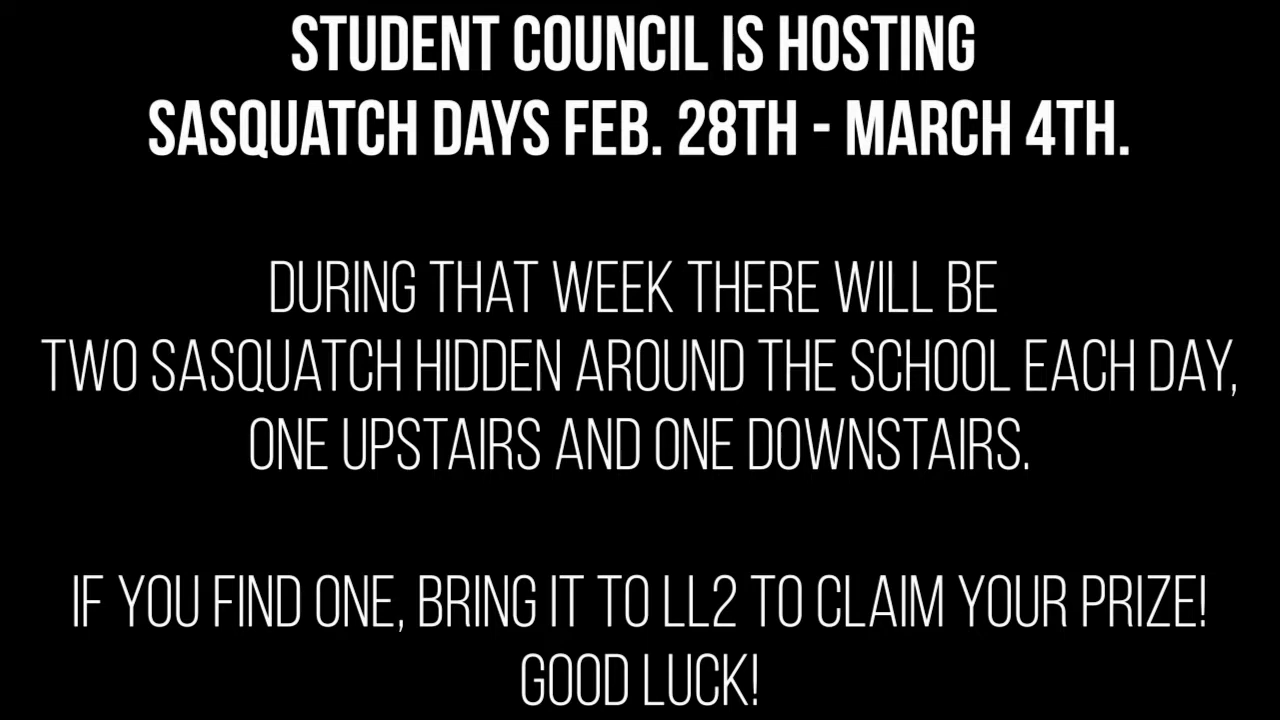 STUDENT COUNCIL IS HOSTING
SASQUATCH DAYS FEB. 28TH - MARCH 4TH.
DURING THAT WEEK THERE WILL BE
TWO SASQUATCH HIDDEN AROUND THE SCHOOL EACH DAY,
ONE UPSTAIRS AND ONE DOWNSTAIRS.
IF YOU FIND ONE, BRING IT TO LL2 TO CLAIM YOUR PRIZE!
GOOD LUCK!